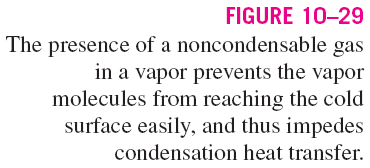 FIGURE 10–29
The presence of a noncondensable gas
in a vapor prevents the vapor
molecules from reaching the cold
surface easily, and thus impedes
condensation heat transfer.